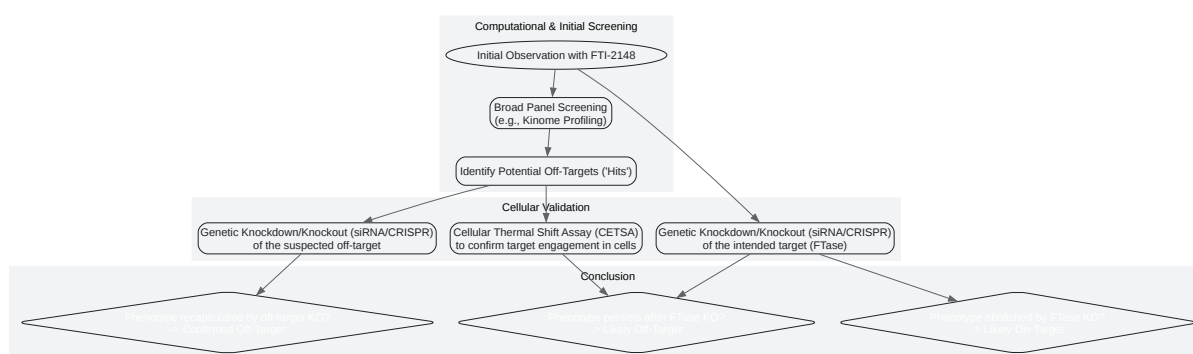 Computational & Initial Screening
Initial Observation with FTI-2148
Broad Panel Screening
(e.g., Kinome Profiling)
Identify Potential Off-Targets ('Hits')
Cellular Validation
Genetic Knockdown/Knockout (siRNA/CRISPR)
of the suspected off-target
Cellular Thermal Shift Assay (CETSA)
to confirm target engagement in cells
Genetic Knockdown/Knockout (siRNA/CRISPR)
of the intended target (FTase)
Conclusion
Phenotype recapitulated by off-target KO?
-> Confirmed Off-Target
Phenotype persists after FTase KO?
-> Likely Off-Target
Phenotype abolished by FTase KO?
-> Likely On-Target